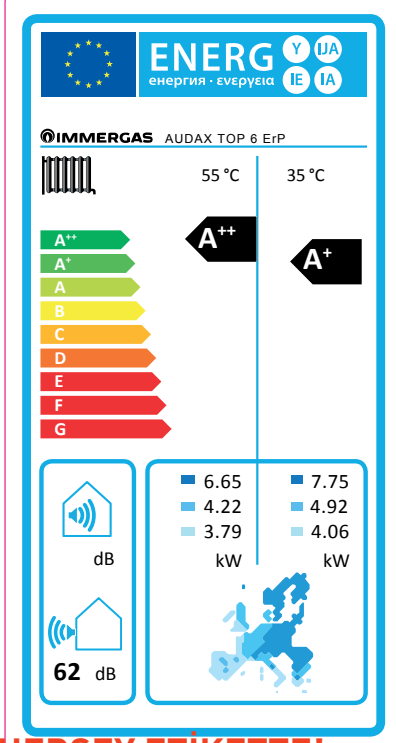 ENERG Y IJA
енергия · ενεργεια IE IA
IMMERGAS AUDAX TOP 6 ErP
55 °C 35 °C
A++ A+
A++
A+
A
B
C
D
E
F
G
6.65 7.75
4.22 4.92
3.79 4.06
kW kW
dB
62 dB